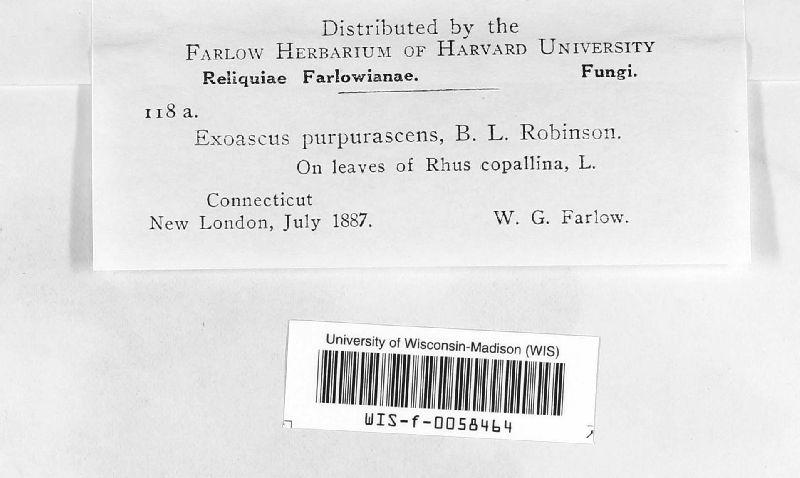 Distributed by the
FARLOW HERBARIUM OF HARVARD UNIVERSITY
Reliquiae Farlowianae. Fungi.
118 a.
Exoascus purpurascens, B. L. Robinson.
On leaves of Rhus copallina, L.
Connecticut
New London, July 1887. W. G. Farlow.
University of Wisconsin-Madison (WIS)
WIS-f-0058464